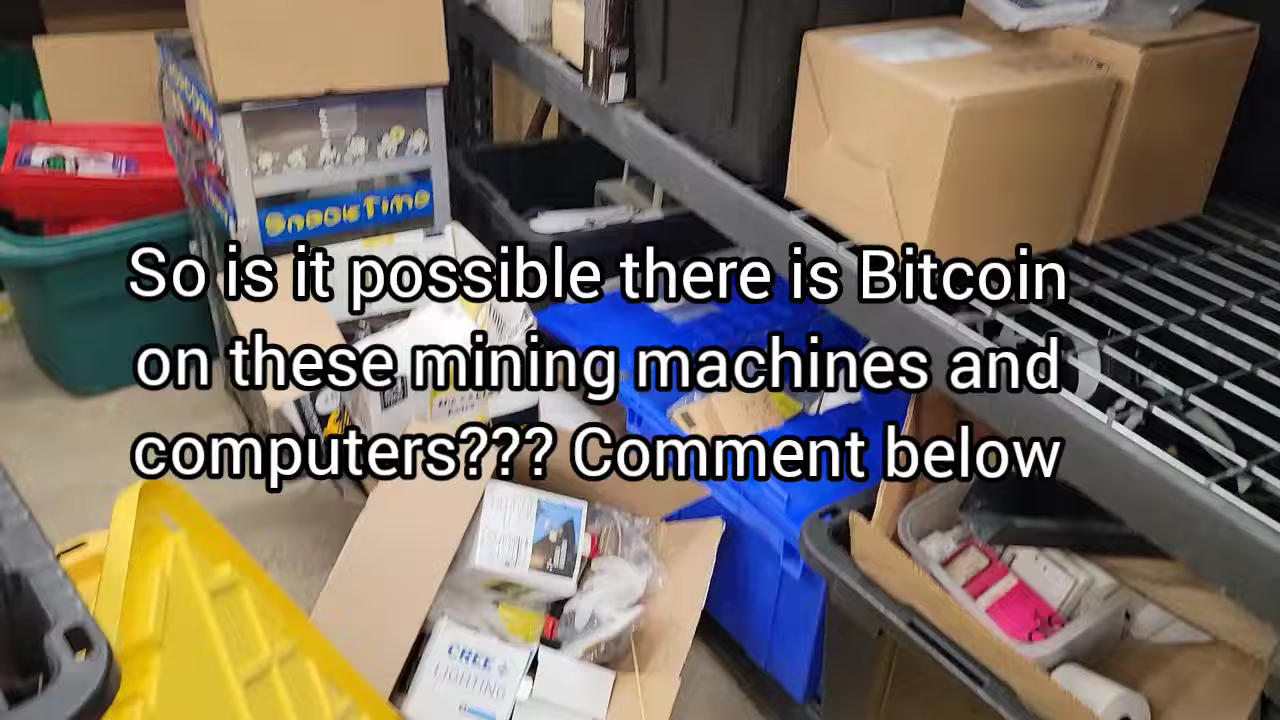 SnackTime
So is it possible there is Bitcoin
on these mining machines and
computers??? Comment below
CREE
LIGHTING